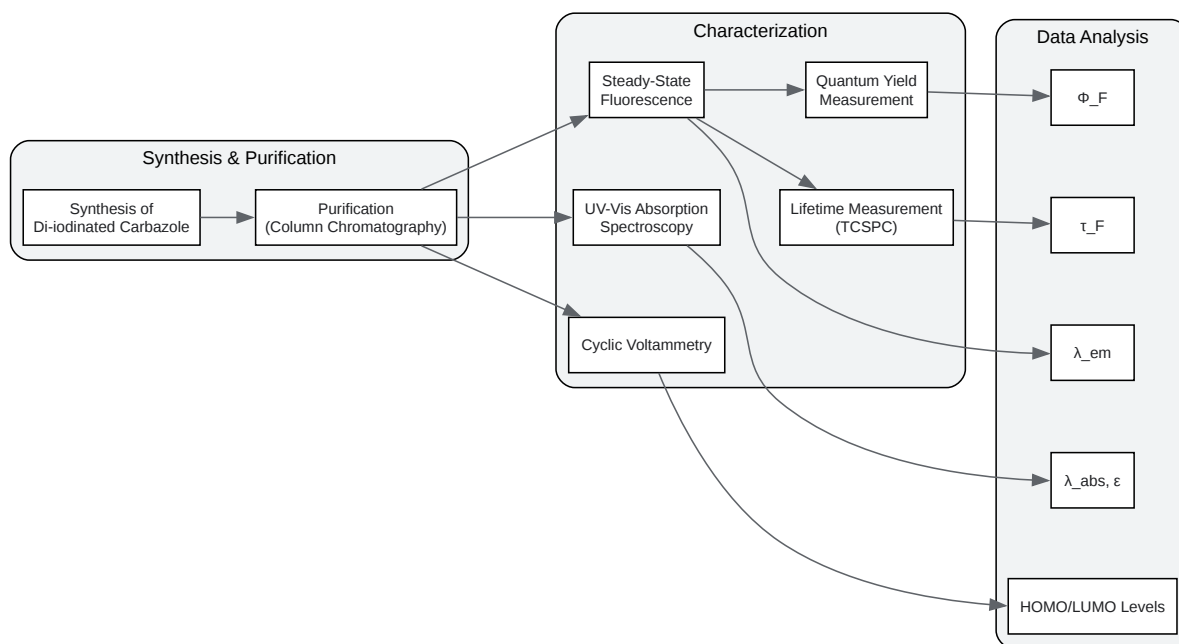 Synthesis & Purification
Synthesis of
Di-iodinated Carbazole
Purification
(Column Chromatography)
Characterization
Steady-State
Fluorescence
Quantum Yield
Measurement
UV-Vis Absorption
Spectroscopy
Lifetime Measurement
(TCSPC)
Cyclic Voltammetry
Data Analysis
Φ_F
τ_F
λ_em
λ_abs, ε
HOMO/LUMO Levels